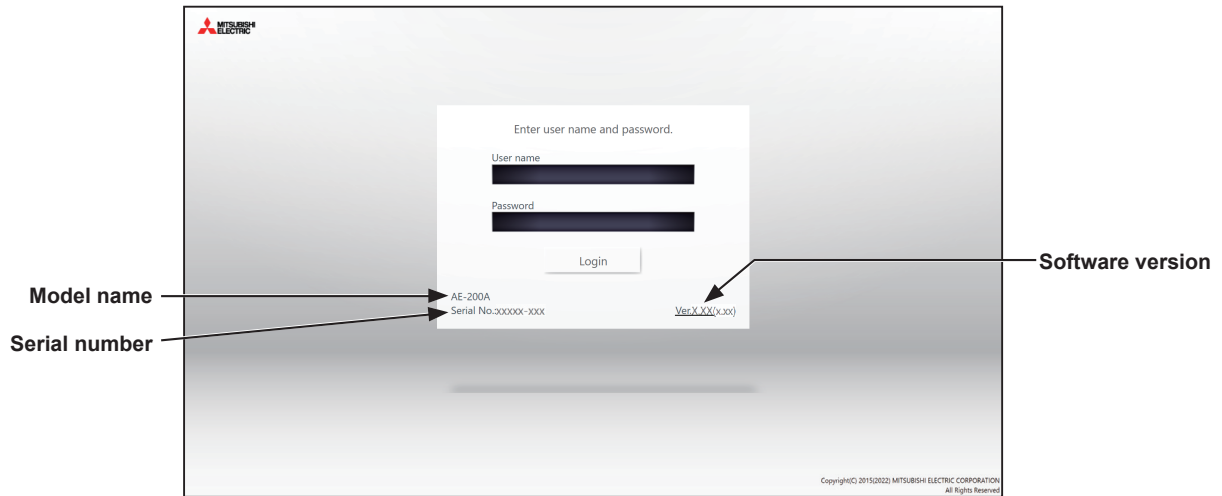 MITSUBISHI
ELECTRIC
Enter user name and password.
User name
Password
Login
Software version
Model name
AE-200A
Serial No.:xxxxx-xxx
Ver.X.XX(x.xx)
Serial number
Copyright(C) 2015(2022) MITSUBISHI ELECTRIC CORPORATION
All Rights Reserved